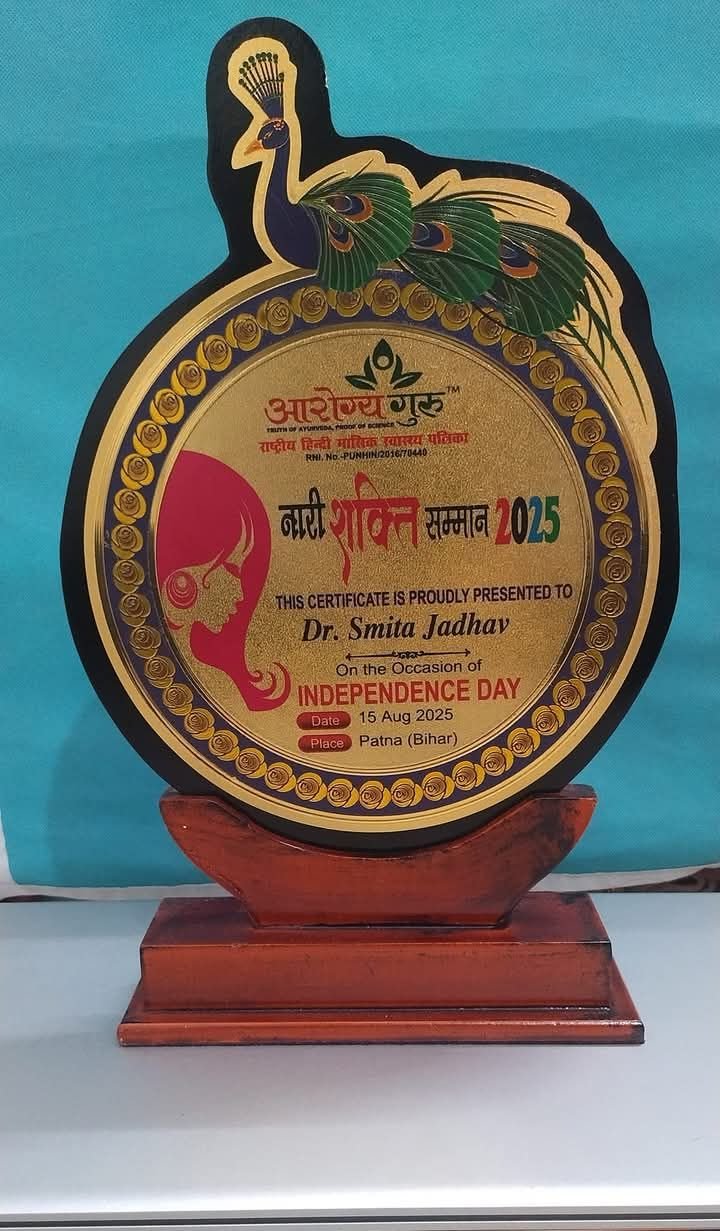 आरोग्य गुरु TM
TRUTH OF AYURVEDA, PROOF OF SCIENCE
राष्ट्रीय हिन्दी मासिक स्वास्थ्य पत्रिका
RNI. No.-PUNHIN/2016/70440
नारी शक्ति सम्मान 2025
THIS CERTIFICATE IS PROUDLY PRESENTED TO
Dr. Smita Jadhav
On the Occasion of
INDEPENDENCE DAY
Date 15 Aug 2025
Place Patna (Bihar)